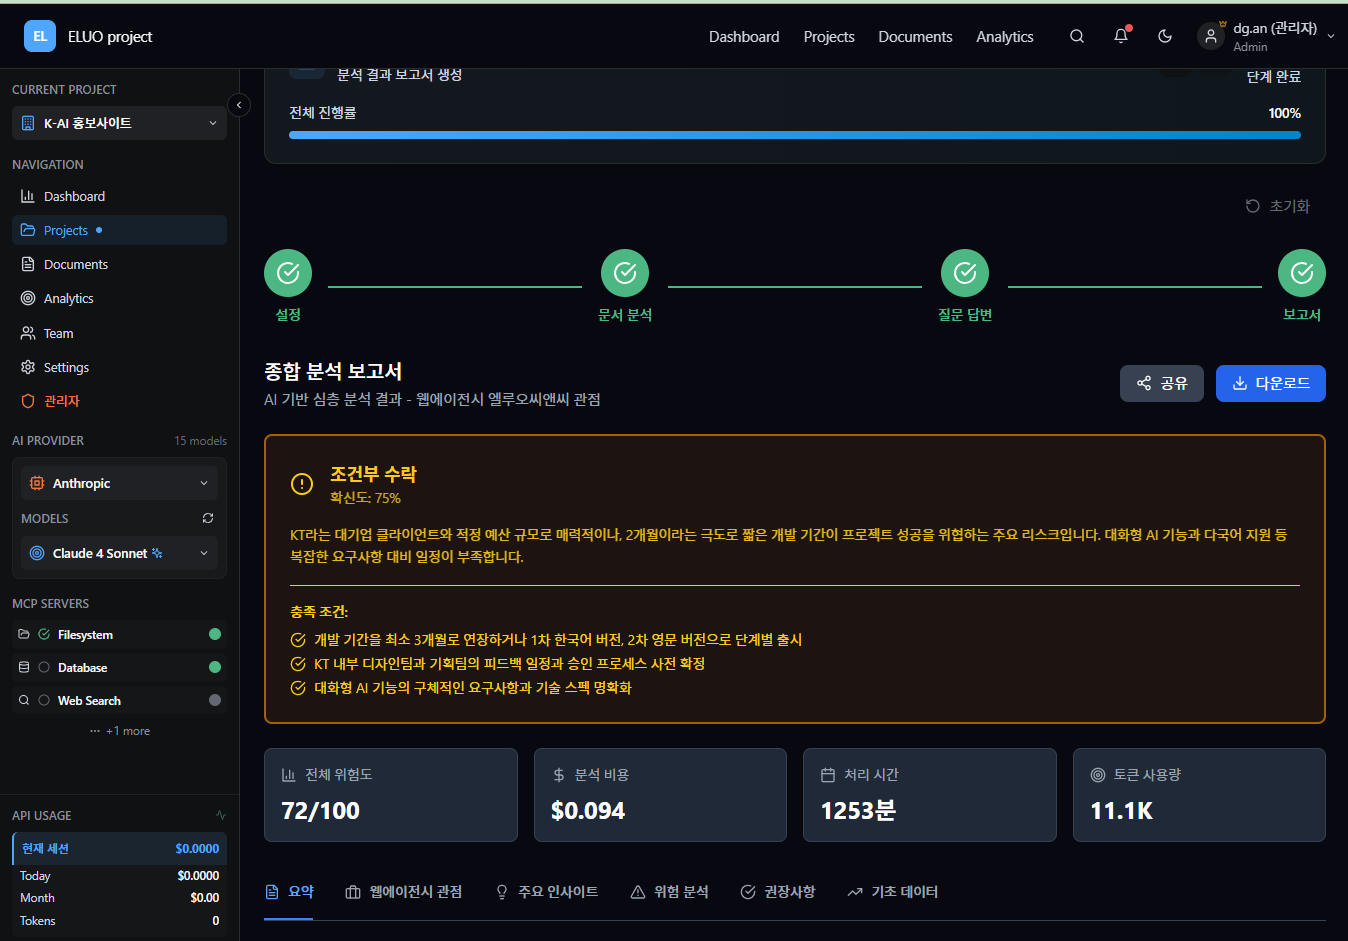 EL
ELUO project
Dashboard
Projects
Documents
Analytics
dg.an (관리자)
Admin
CURRENT PROJECT
K-AI 홍보사이트
NAVIGATION
Dashboard
Projects
Documents
Analytics
Team
Settings
관리자
AI PROVIDER
15 models
Anthropic
MODELS
Claude 4 Sonnet
MCP SERVERS
Filesystem
Database
Web Search
+1 more
API USAGE
현재 세션 $0.0000
Today $0.0000
Month $0.00
Tokens 0
분석 결과 보고서 생성
단계 완료
전체 진행률
100%
초기화
설정
문서 분석
질문 답변
보고서
종합 분석 보고서
AI 기반 심층 분석 결과 - 웹에이전시 엘루오씨앤씨 관점
공유
다운로드
조건부 수락
확신도: 75%
KT라는 대기업 클라이언트와 적정 예산 규모로 매력적이나, 2개월이라는 극도로 짧은 개발 기간이 프로젝트 성공을 위협하는 주요 리스크입니다. 대화형 AI 기능과 다국어 지원 등
복잡한 요구사항 대비 일정이 부족합니다.
충족 조건:
개발 기간을 최소 3개월로 연장하거나 1차 한국어 버전, 2차 영문 버전으로 단계별 출시
KT 내부 디자인팀과 기획팀의 피드백 일정과 승인 프로세스 사전 확정
대화형 AI 기능의 구체적인 요구사항과 기술 스펙 명확화
전체 위험도
72/100
분석 비용
$0.094
처리 시간
1253분
토큰 사용량
11.1K
요약
웹에이전시 관점
주요 인사이트
위험 분석
권장사항
기초 데이터